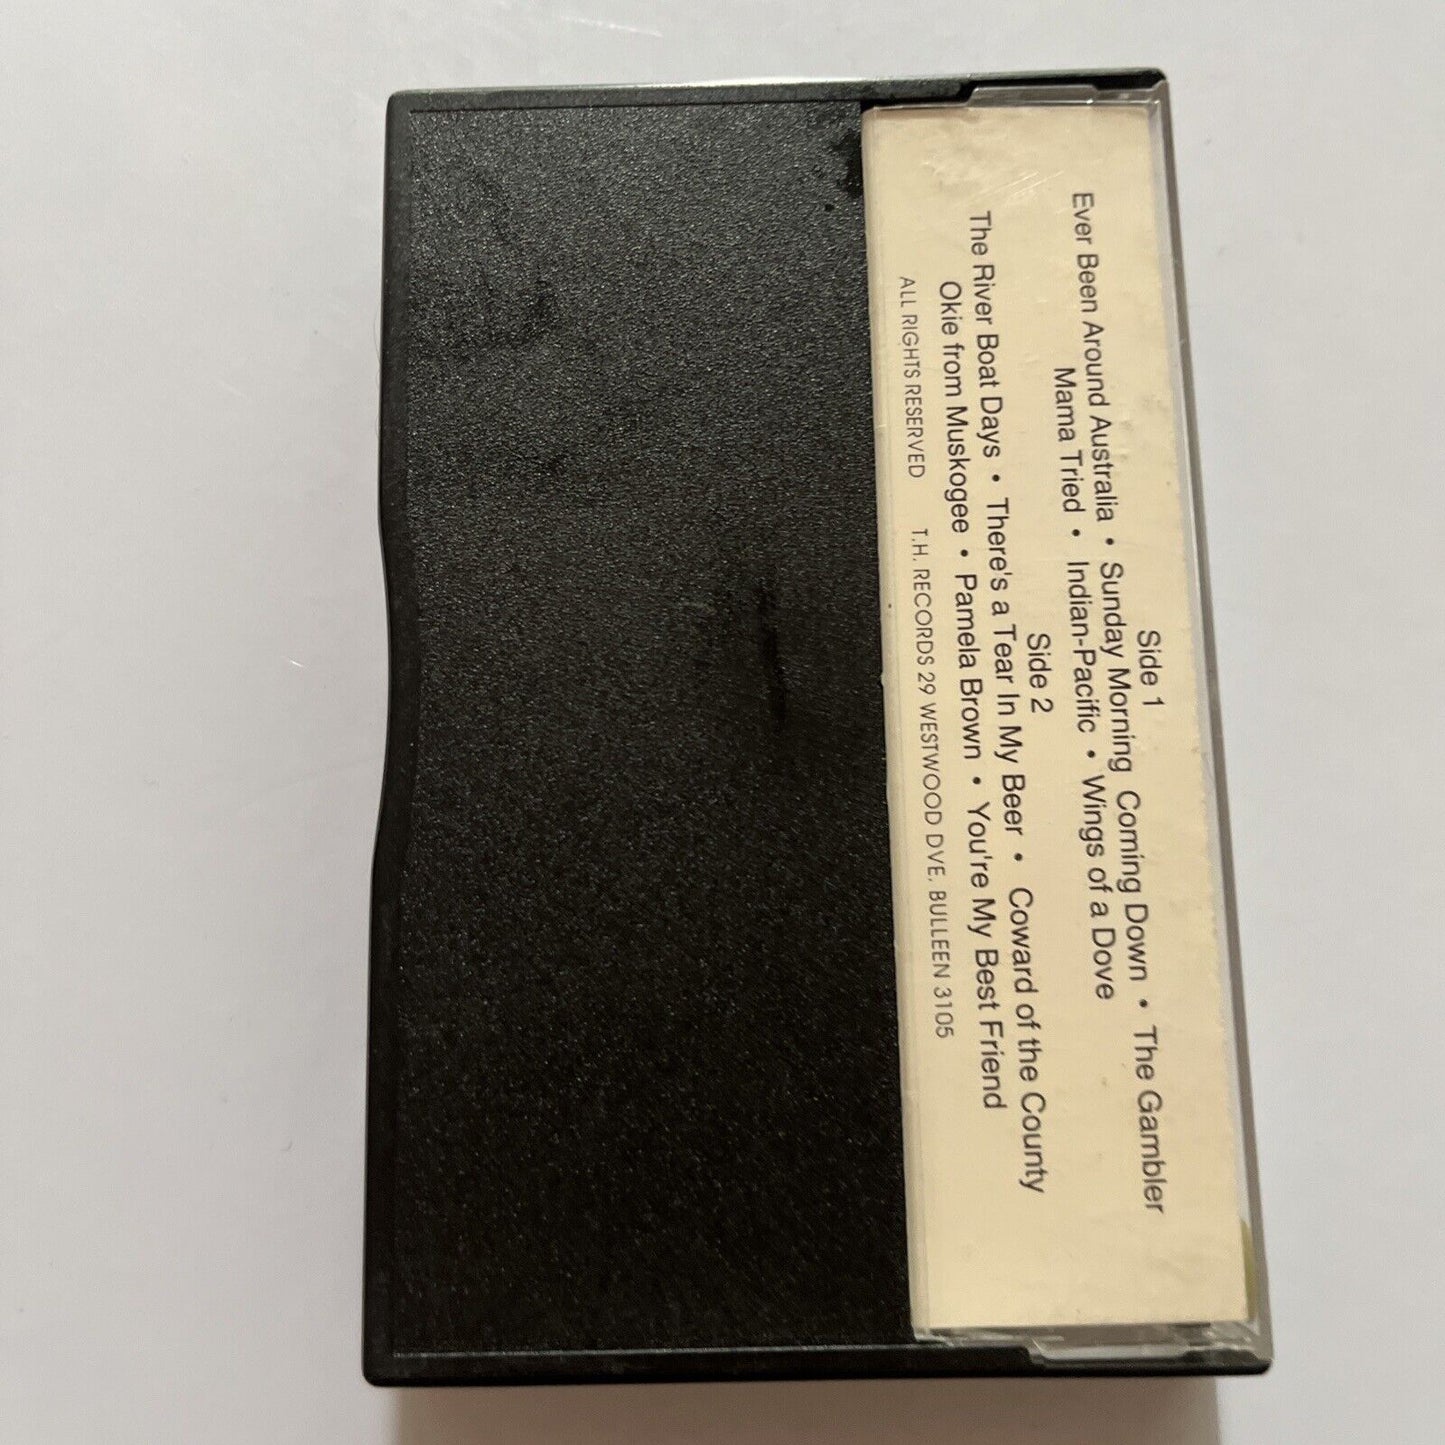 Side 1
Ever Been Around Australia • Sunday Morning Coming Down • The Gambler
Mama Tried • Indian-Pacific • Wings of a Dove
Side 2
The River Boat Days • There's a Tear In My Beer • Coward of the County
Okie from Muskogee • Pamela Brown • You're My Best Friend
ALL RIGHTS RESERVED T.H. RECORDS 29 WESTWOOD DVE. BULLEEN 3105